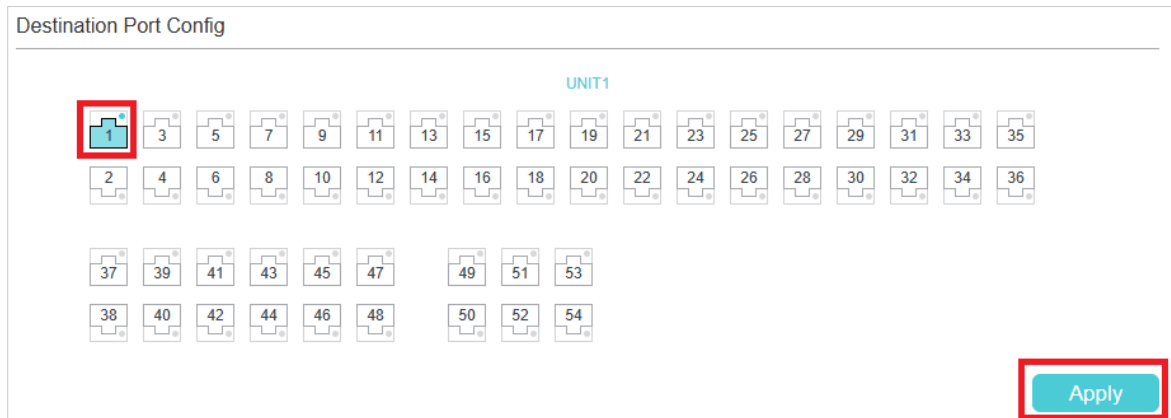 Destination Port Config
UNIT1
1 3 5 7 9 11 13 15 17 19 21 23 25 27 29 31 33 35
2 4 6 8 10 12 14 16 18 20 22 24 26 28 30 32 34 36
37 39 41 43 45 47 49 51 53
38 40 42 44 46 48 50 52 54
Apply